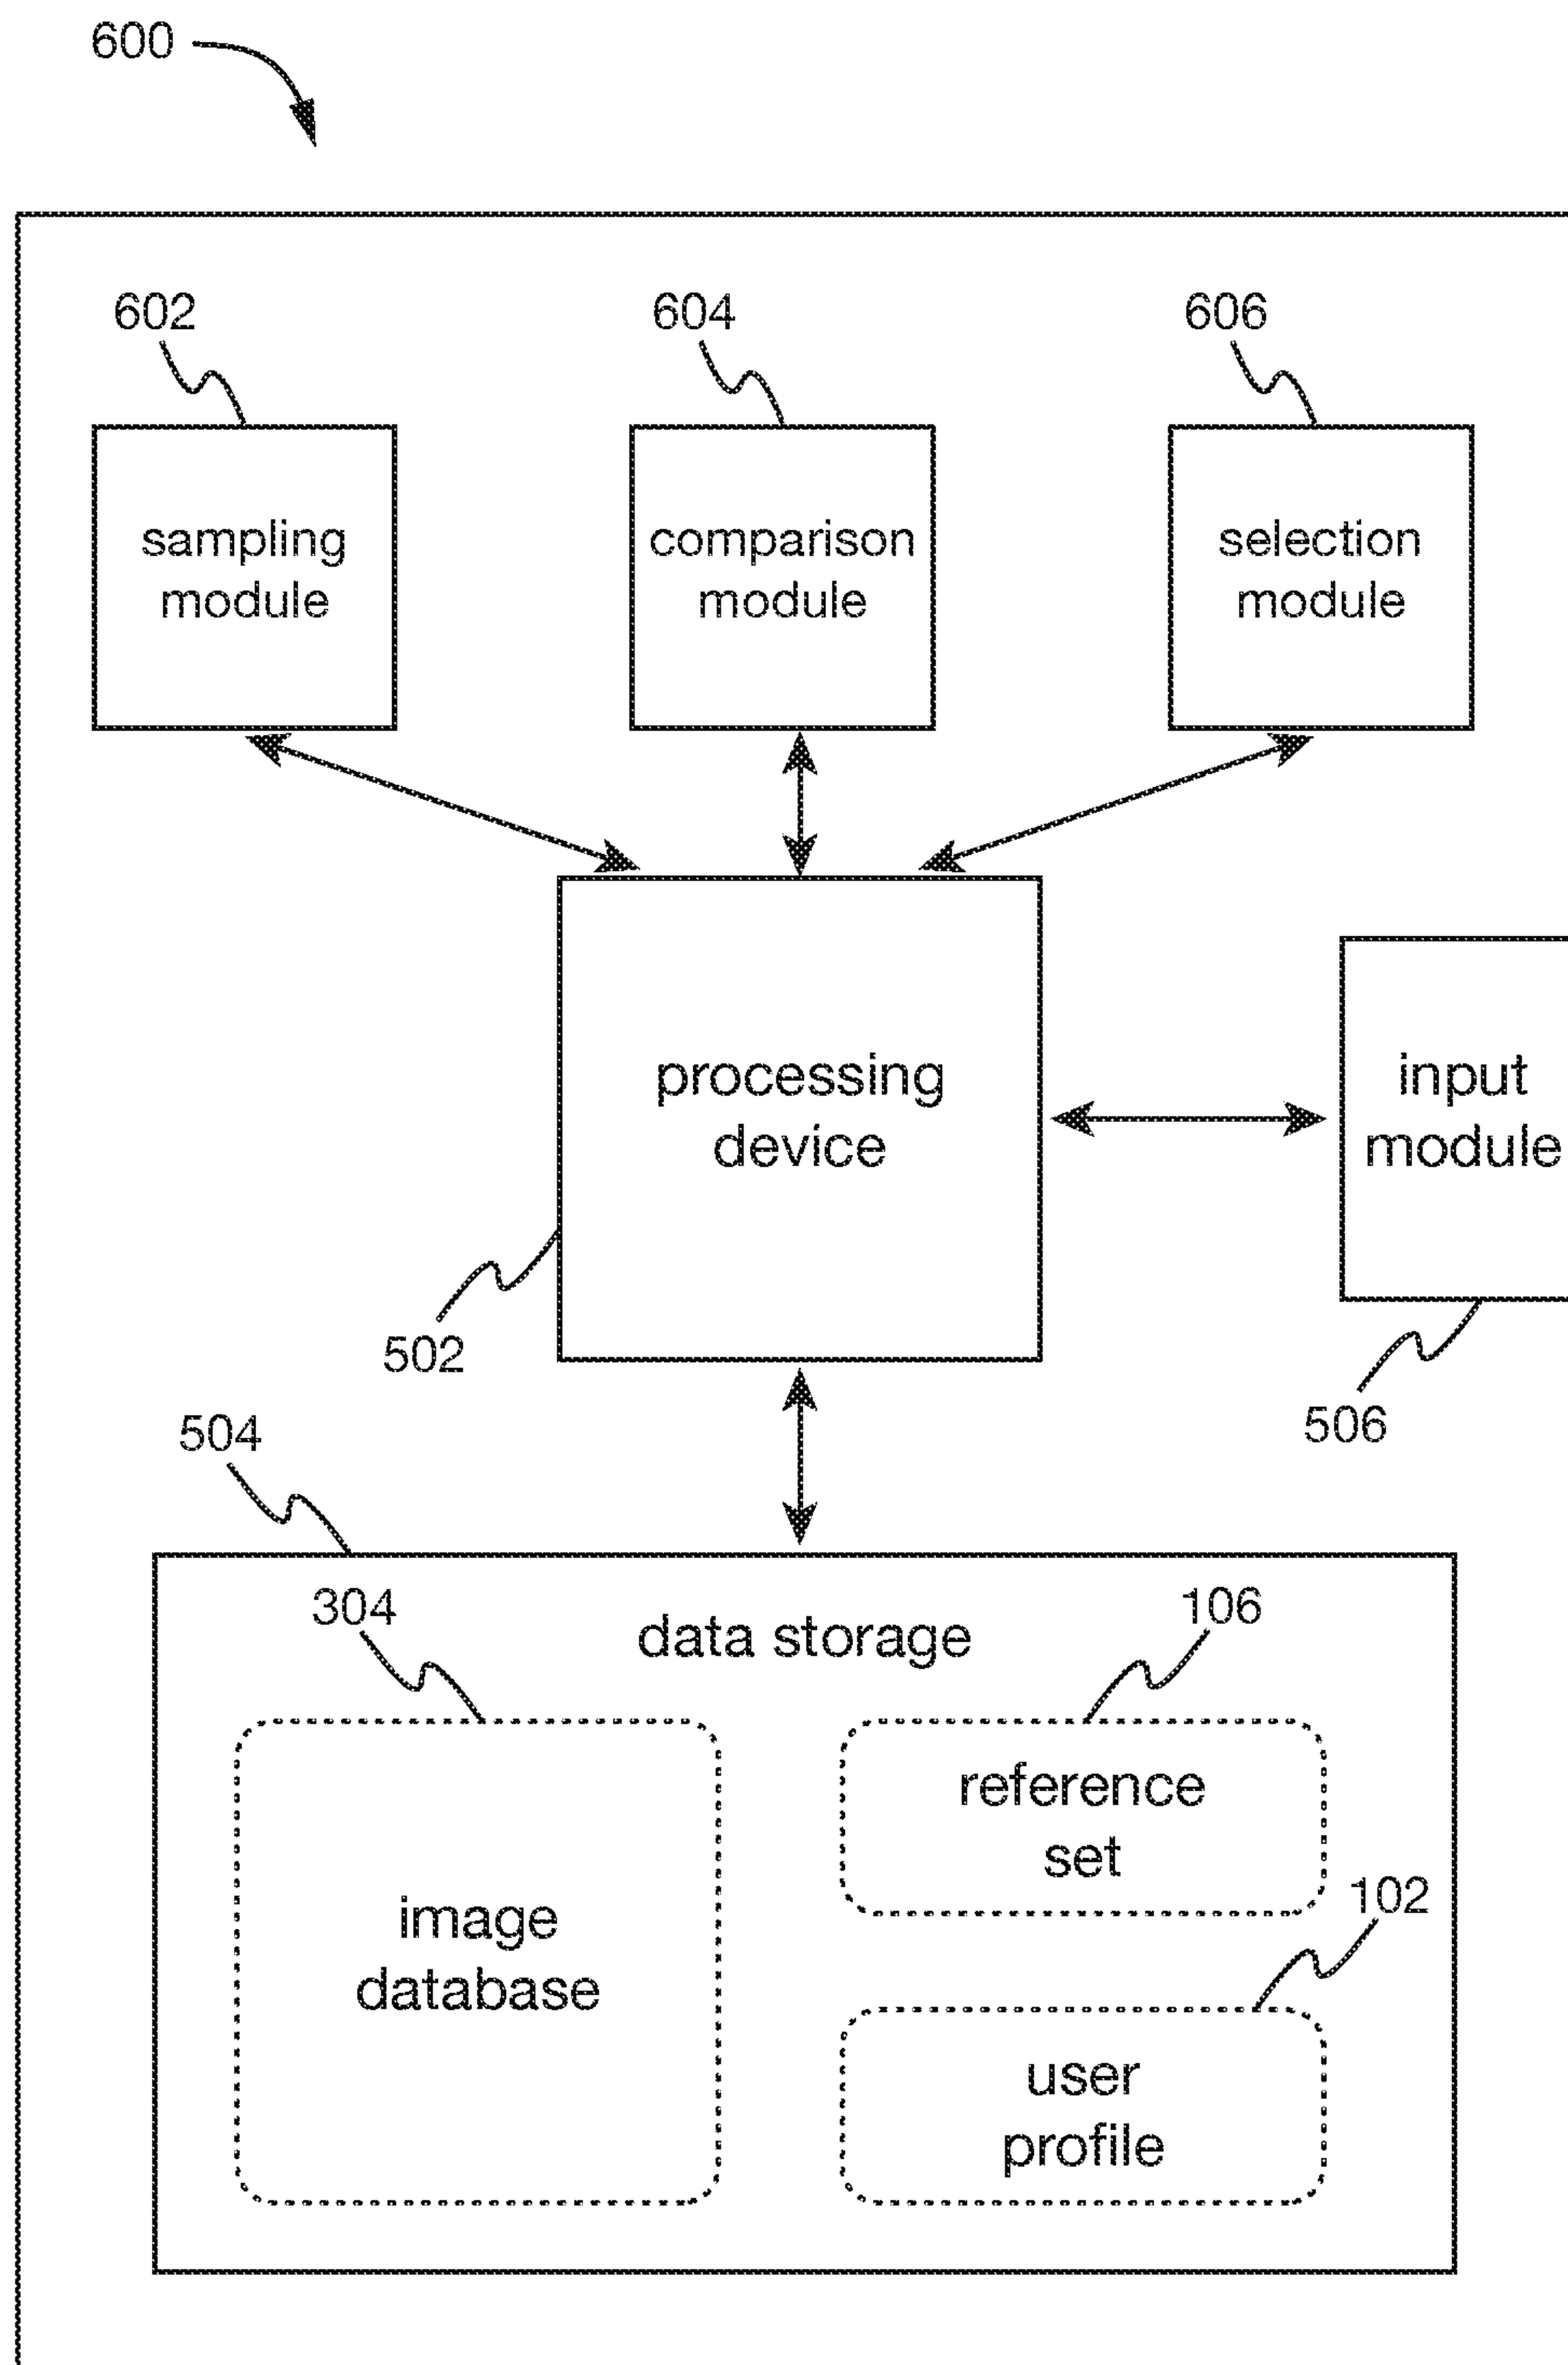 600
602
604
606
sampling
module
comparison
module
selection
module
processing
device
input
module
502
506
504
304
data storage
106
reference
set
102
image
database
user
profile